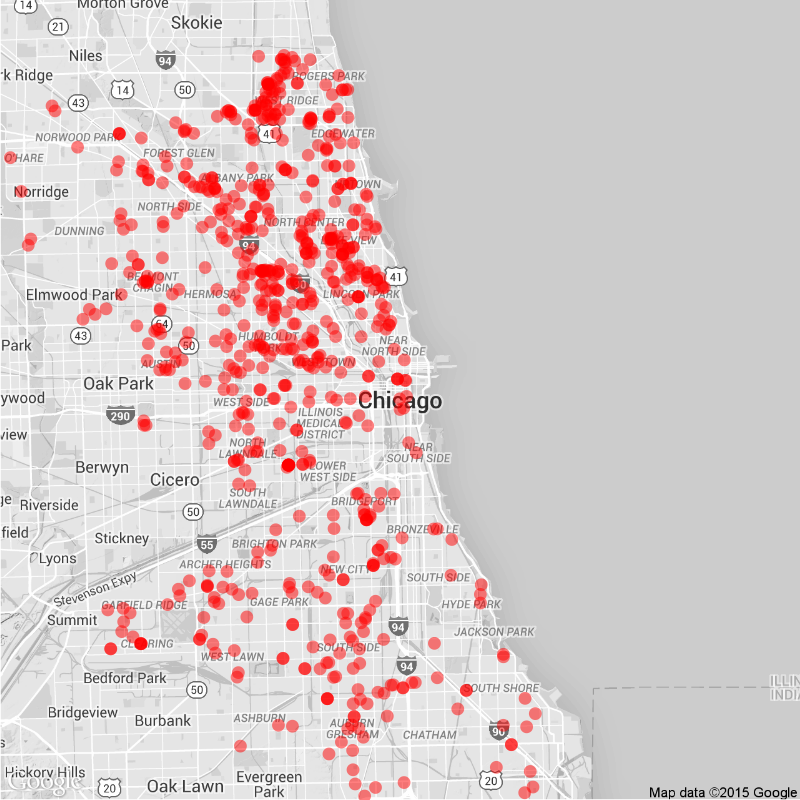 Morton Grove
14
21
Skokie
Niles
94
rk Ridge
ROGERS PARK
14
50
43
WEST RIDGE
NORWOOD PARK
41
EDGEWATER
O'HARE
FOREST GLEN
ALBANY PARK
TOWN
Norridge
NORTH SIDE
NORTH CENTER
DUNNING
94
LAKE VIEW
BELMONT
CRAGIN
41
Elmwood Park
HERMOSA
90
LINCOLN PARK
64
43
Park
50
HUMBOLDT
PARK
NEAR
NORTH SIDE
AUSTIN
WEST TOWN
Oak Park
ywood
WEST SIDE
Chicago
290
ILLINOIS
MEDICAL
DISTRICT
view
NORTH
LAWNDALE
NEAR
SOUTH SIDE
Berwyn
LOWER
WEST SIDE
Cicero
ge
Riverside
SOUTH
LAWNDALE
BRIDGEPORT
50
field
BRONZEVILLE
Stickney
55
BRIGHTON PARK
Lyons
ARCHER HEIGHTS
NEW CITY
SOUTH SIDE
Stevenson Expy
GARFIELD RIDGE
GAGE PARK
HYDE PARK
Summit
94
JACKSON PARK
CLEARING
SOUTH SIDE
WEST LAWN
94
Bedford Park
ILLIN
INDIA
50
SOUTH SHORE
Bridgeview
Burbank
ASHBURN
AUBURN
GRESHAM
CHATHAM
90
Hickory Hills
Google
20
Oak Lawn
Evergreen
Park
20
Map data ©2015 Google